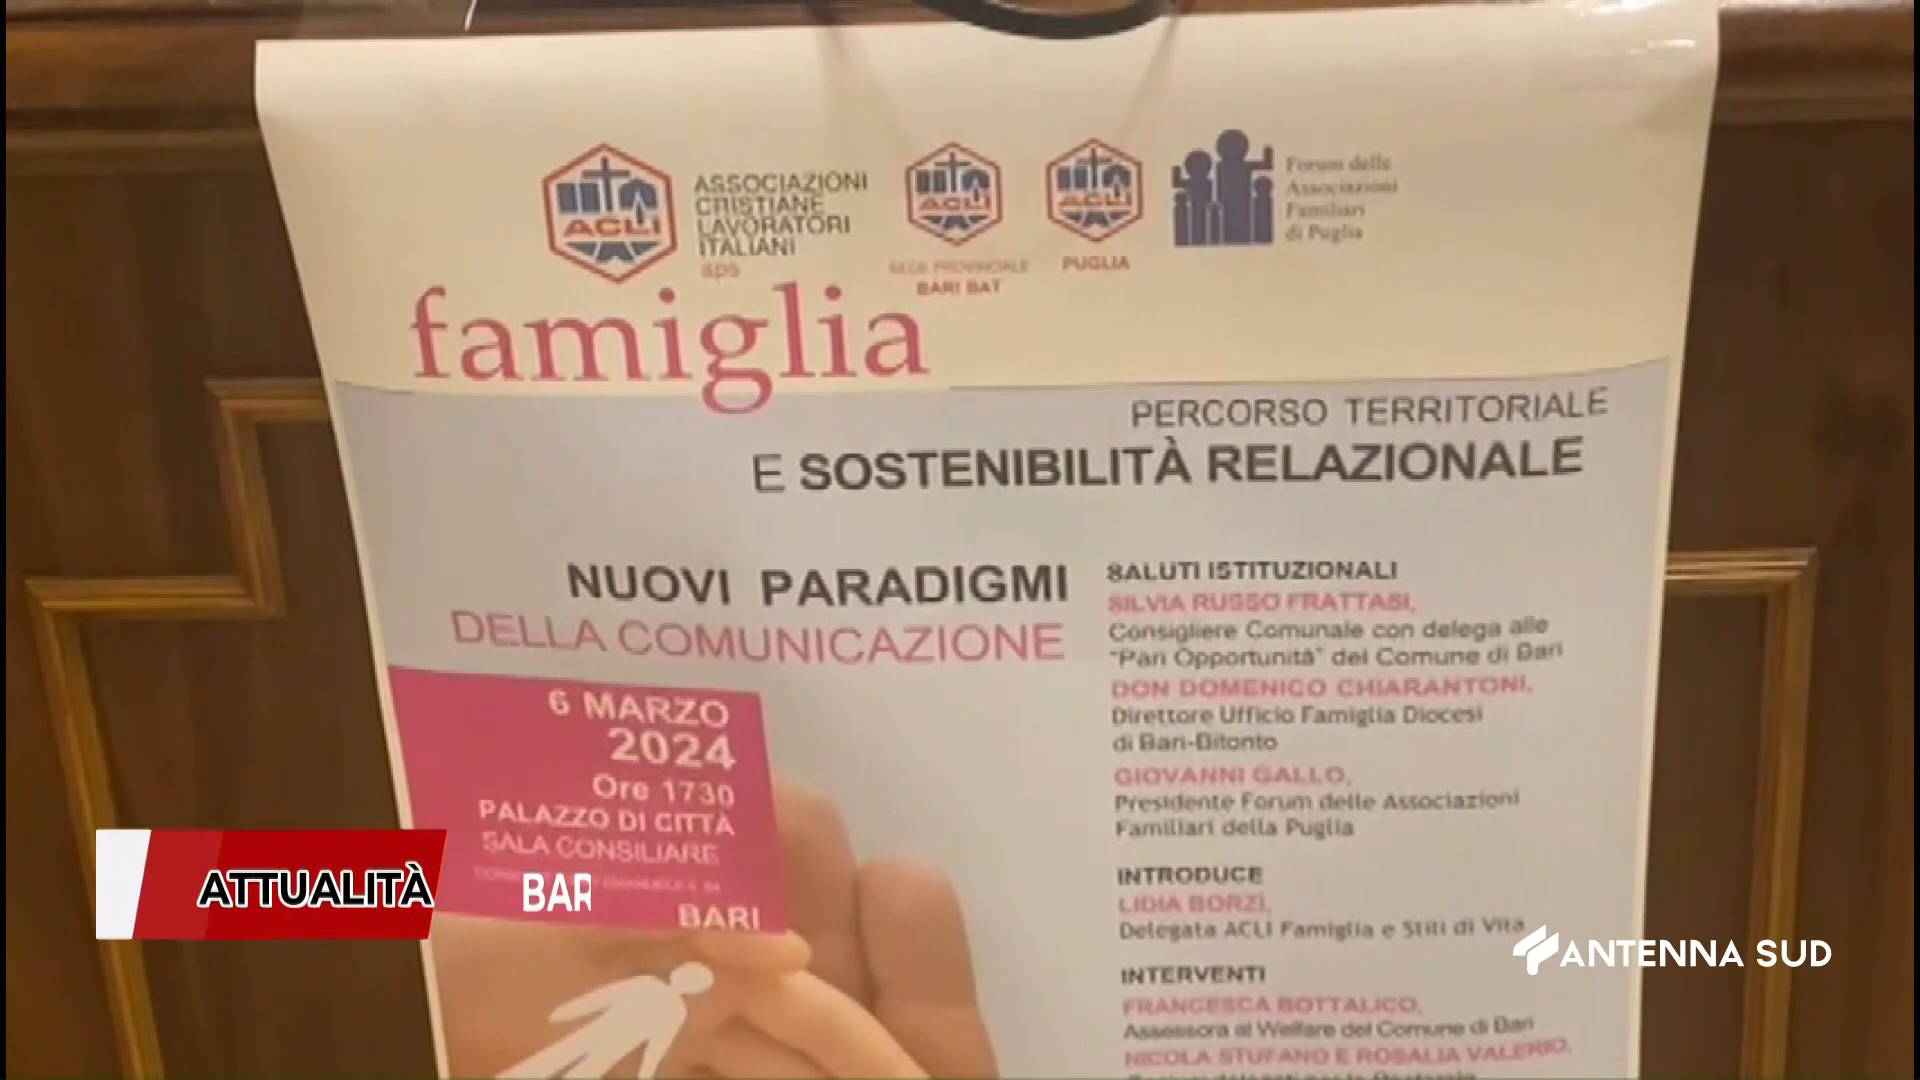 ACLI
ASSOCIAZIONI
CRISTIANE
LAVORATORI
ITALIANI
aps
ACLI
SEDE PROVINCIALE
BARI BAT
ACLI
PUGLIA
Forum delle
Associazioni
Familiari
di Puglia
famiglia
PERCORSO TERRITORIALE
E SOSTENIBILITÀ RELAZIONALE
NUOVI PARADIGMI
DELLA COMUNICAZIONE
6 MARZO
2024
Ore 1730
PALAZZO DI CITTÀ
SALA CONSILIARE
BARI
SALUTI ISTITUZIONALI
SILVIA RUSSO FRATTASI,
Consigliere Comunale con delega alle
"Pari Opportunità" del Comune di Bari
DON DOMENICO CHIARANTONI,
Direttore Ufficio Famiglia Diocesi
di Bari-Bitonto
GIOVANNI GALLO,
Presidente Forum delle Associazioni
Familiari della Puglia
INTRODUCE
LIDIA BORZÌ,
Delegata ACLI Famiglia e Stili di Vita
INTERVENTI
FRANCESCA BOTTALICO,
Assessora al Welfare del Comune di Bari
NICOLA STUFANO E ROSALIA VALERIO,
ATTUALITÀ
BAR
ANTENNA SUD